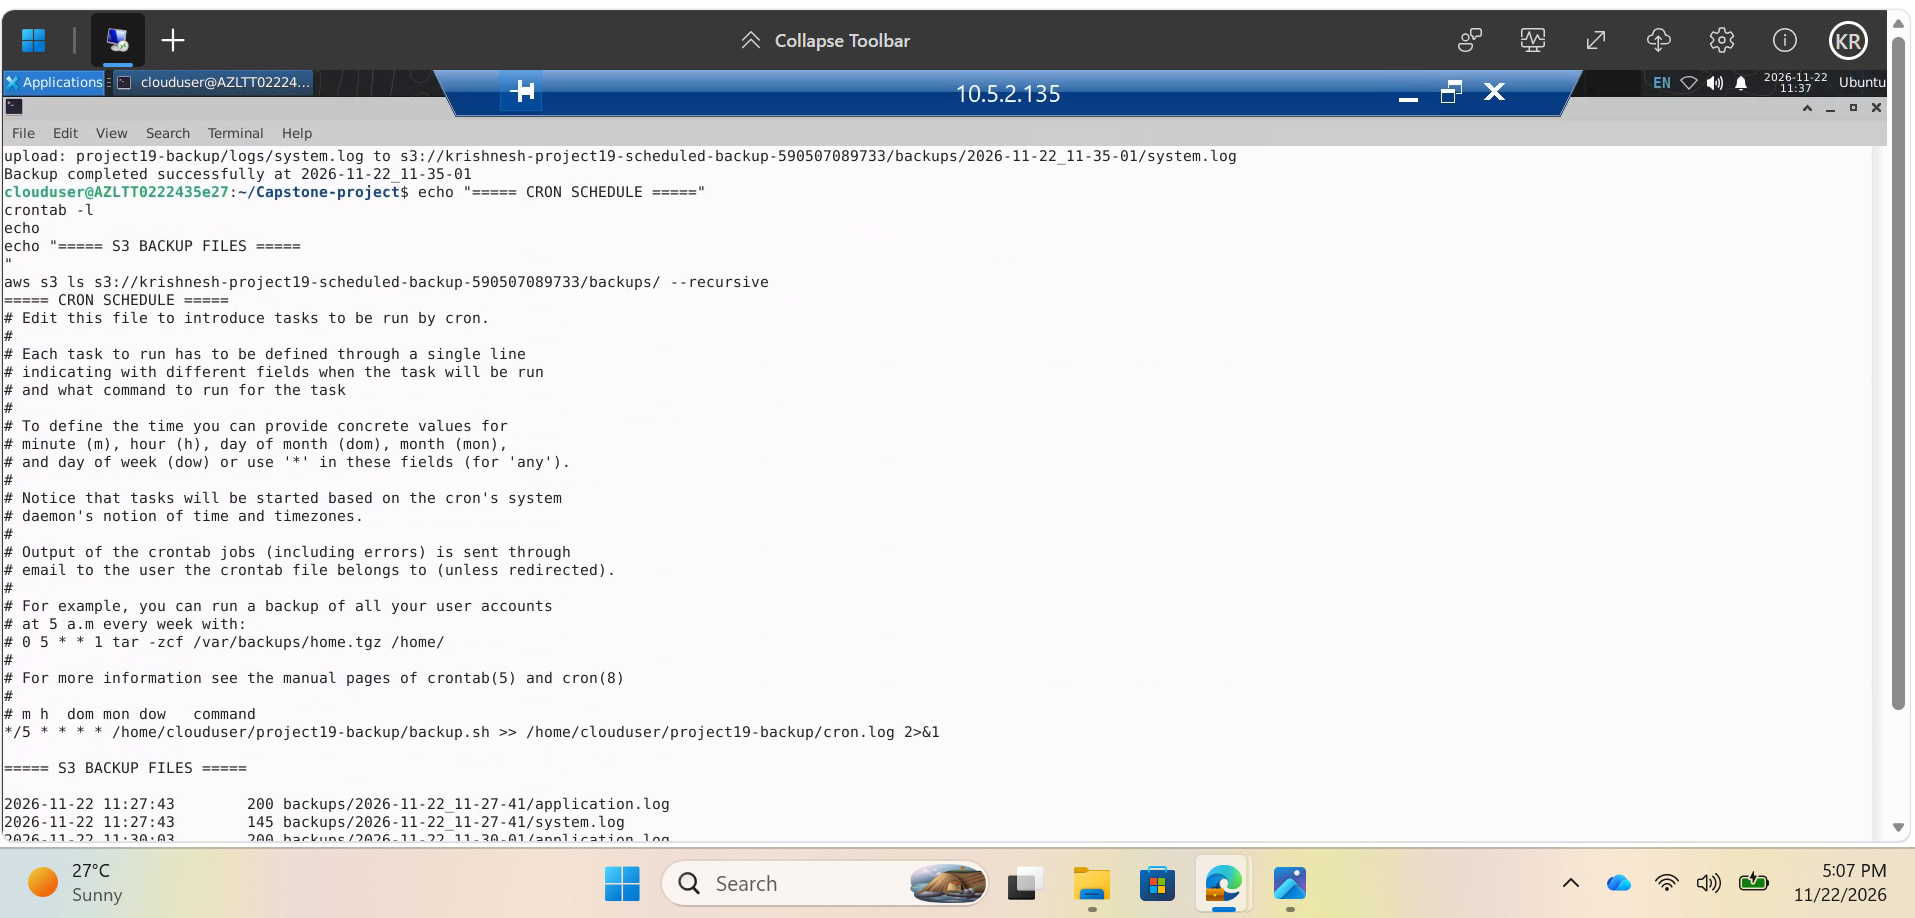 Collapse Toolbar
KR
Applications
clouduser@AZLTT02224...
10.5.2.135
EN
2026-11-22
11:37
Ubuntu
File Edit View Search Terminal Help
upload: project19-backup/logs/system.log to s3://krishnesh-project19-scheduled-backup-590507089733/backups/2026-11-22_11-35-01/system.log
Backup completed successfully at 2026-11-22_11-35-01
clouduser@AZLTT0222435e27:~/Capstone-project$ echo "===== CRON SCHEDULE ====="
crontab -l
echo
echo "===== S3 BACKUP FILES =====
"
aws s3 ls s3://krishnesh-project19-scheduled-backup-590507089733/backups/ --recursive
===== CRON SCHEDULE =====
# Edit this file to introduce tasks to be run by cron.
#
# Each task to run has to be defined through a single line
# indicating with different fields when the task will be run
# and what command to run for the task
#
# To define the time you can provide concrete values for
# minute (m), hour (h), day of month (dom), month (mon),
# and day of week (dow) or use '*' in these fields (for 'any').
#
# Notice that tasks will be started based on the cron's system
# daemon's notion of time and timezones.
#
# Output of the crontab jobs (including errors) is sent through
# email to the user the crontab file belongs to (unless redirected).
#
# For example, you can run a backup of all your user accounts
# at 5 a.m every week with:
# 0 5 * * 1 tar -zcf /var/backups/home.tgz /home/
#
# For more information see the manual pages of crontab(5) and cron(8)
#
# m h  dom mon dow   command
*/5 * * * * /home/clouduser/project19-backup/backup.sh >> /home/clouduser/project19-backup/cron.log 2>&1
===== S3 BACKUP FILES =====
2026-11-22 11:27:43        200 backups/2026-11-22_11-27-41/application.log
2026-11-22 11:27:43        145 backups/2026-11-22_11-27-41/system.log
2026-11-22 11:30:03        200 backups/2026-11-22_11-30-01/application.log
27°C
Sunny
Search
5:07 PM
11/22/2026